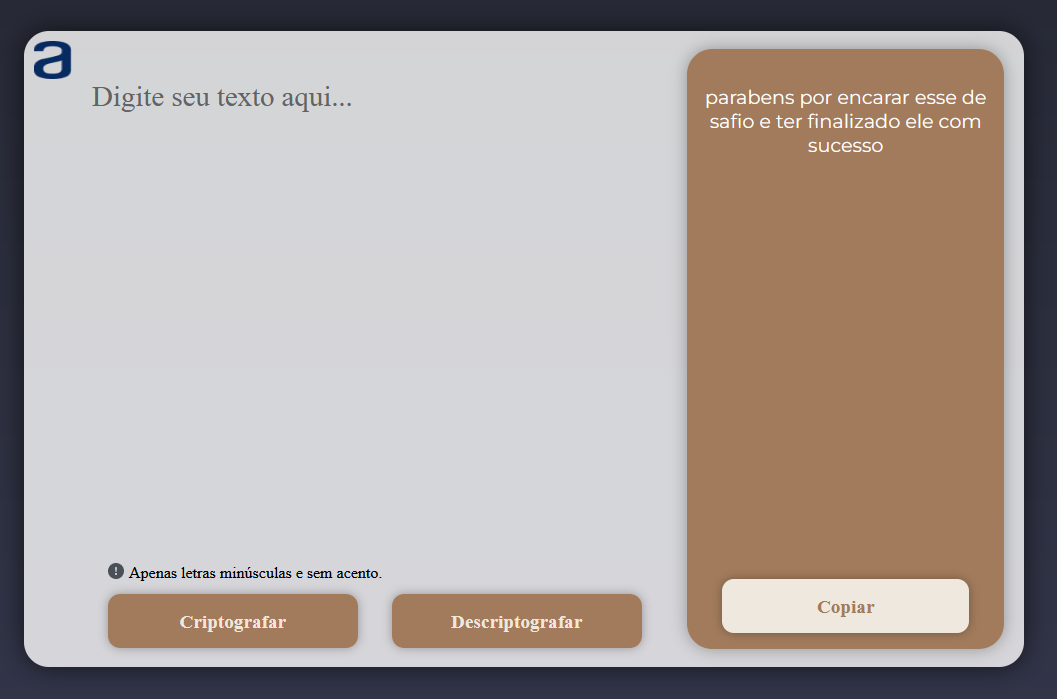 a
Digite seu texto aqui...
parabens por encarar esse de
safio e ter finalizado ele com
sucesso
Apenas letras minúsculas e sem acento.
Criptografar
Descriptografar
Copiar